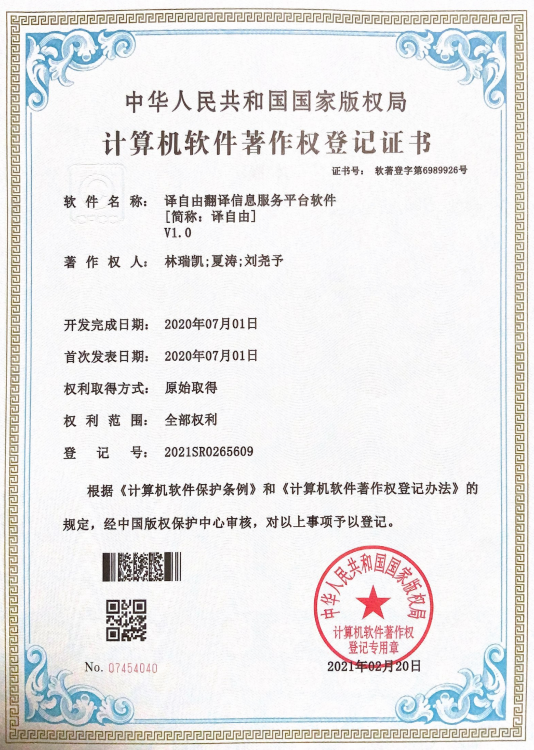 中华人民共和国国家版权局
计算机软件著作权登记证书
证书号： 软著登字第6989926号
软件名称： 译自由翻译信息服务平台软件
[简称：译自由]
V1.0
著作权人： 林瑞凯;夏涛;刘尧予
开发完成日期： 2020年07月01日
首次发表日期： 2020年07月01日
权利取得方式： 原始取得
权利范围： 全部权利
登记号： 2021SR0265609
根据《计算机软件保护条例》和《计算机软件著作权登记办法》的
规定，经中国版权保护中心审核，对以上事项予以登记。
中华人民共和国国家版权局
计算机软件著作权
登记专用章
No. 07454040
2021年02月20日